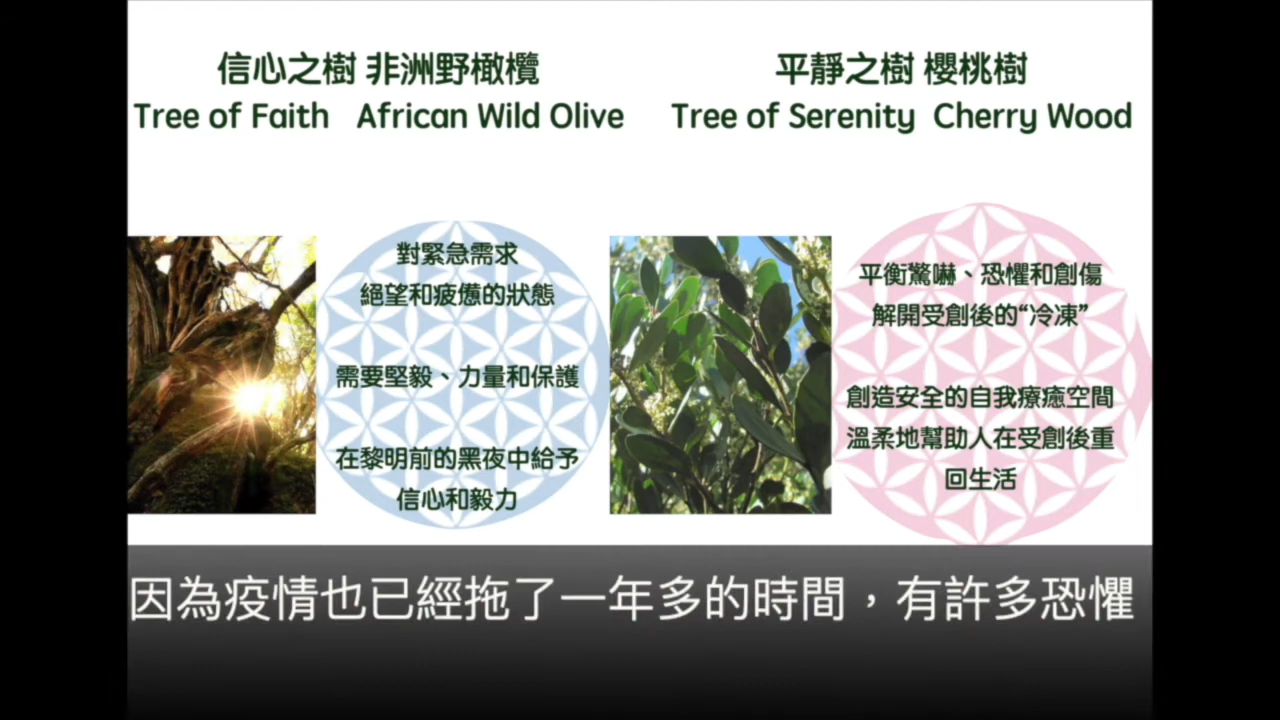 信心之樹 非洲野橄欖
Tree of Faith African Wild Olive
對緊急需求
絕望和疲憊的狀態
需要堅毅、力量和保護
在黎明前的黑夜中給予
信心和毅力
平靜之樹 櫻桃樹
Tree of Serenity Cherry Wood
平衡驚嚇、恐懼和創傷
解開受創後的“冷凍”
創造安全的自我療癒空間
溫柔地幫助人在受創後重
回生活
因為疫情也已經拖了一年多的時間，有許多恐懼